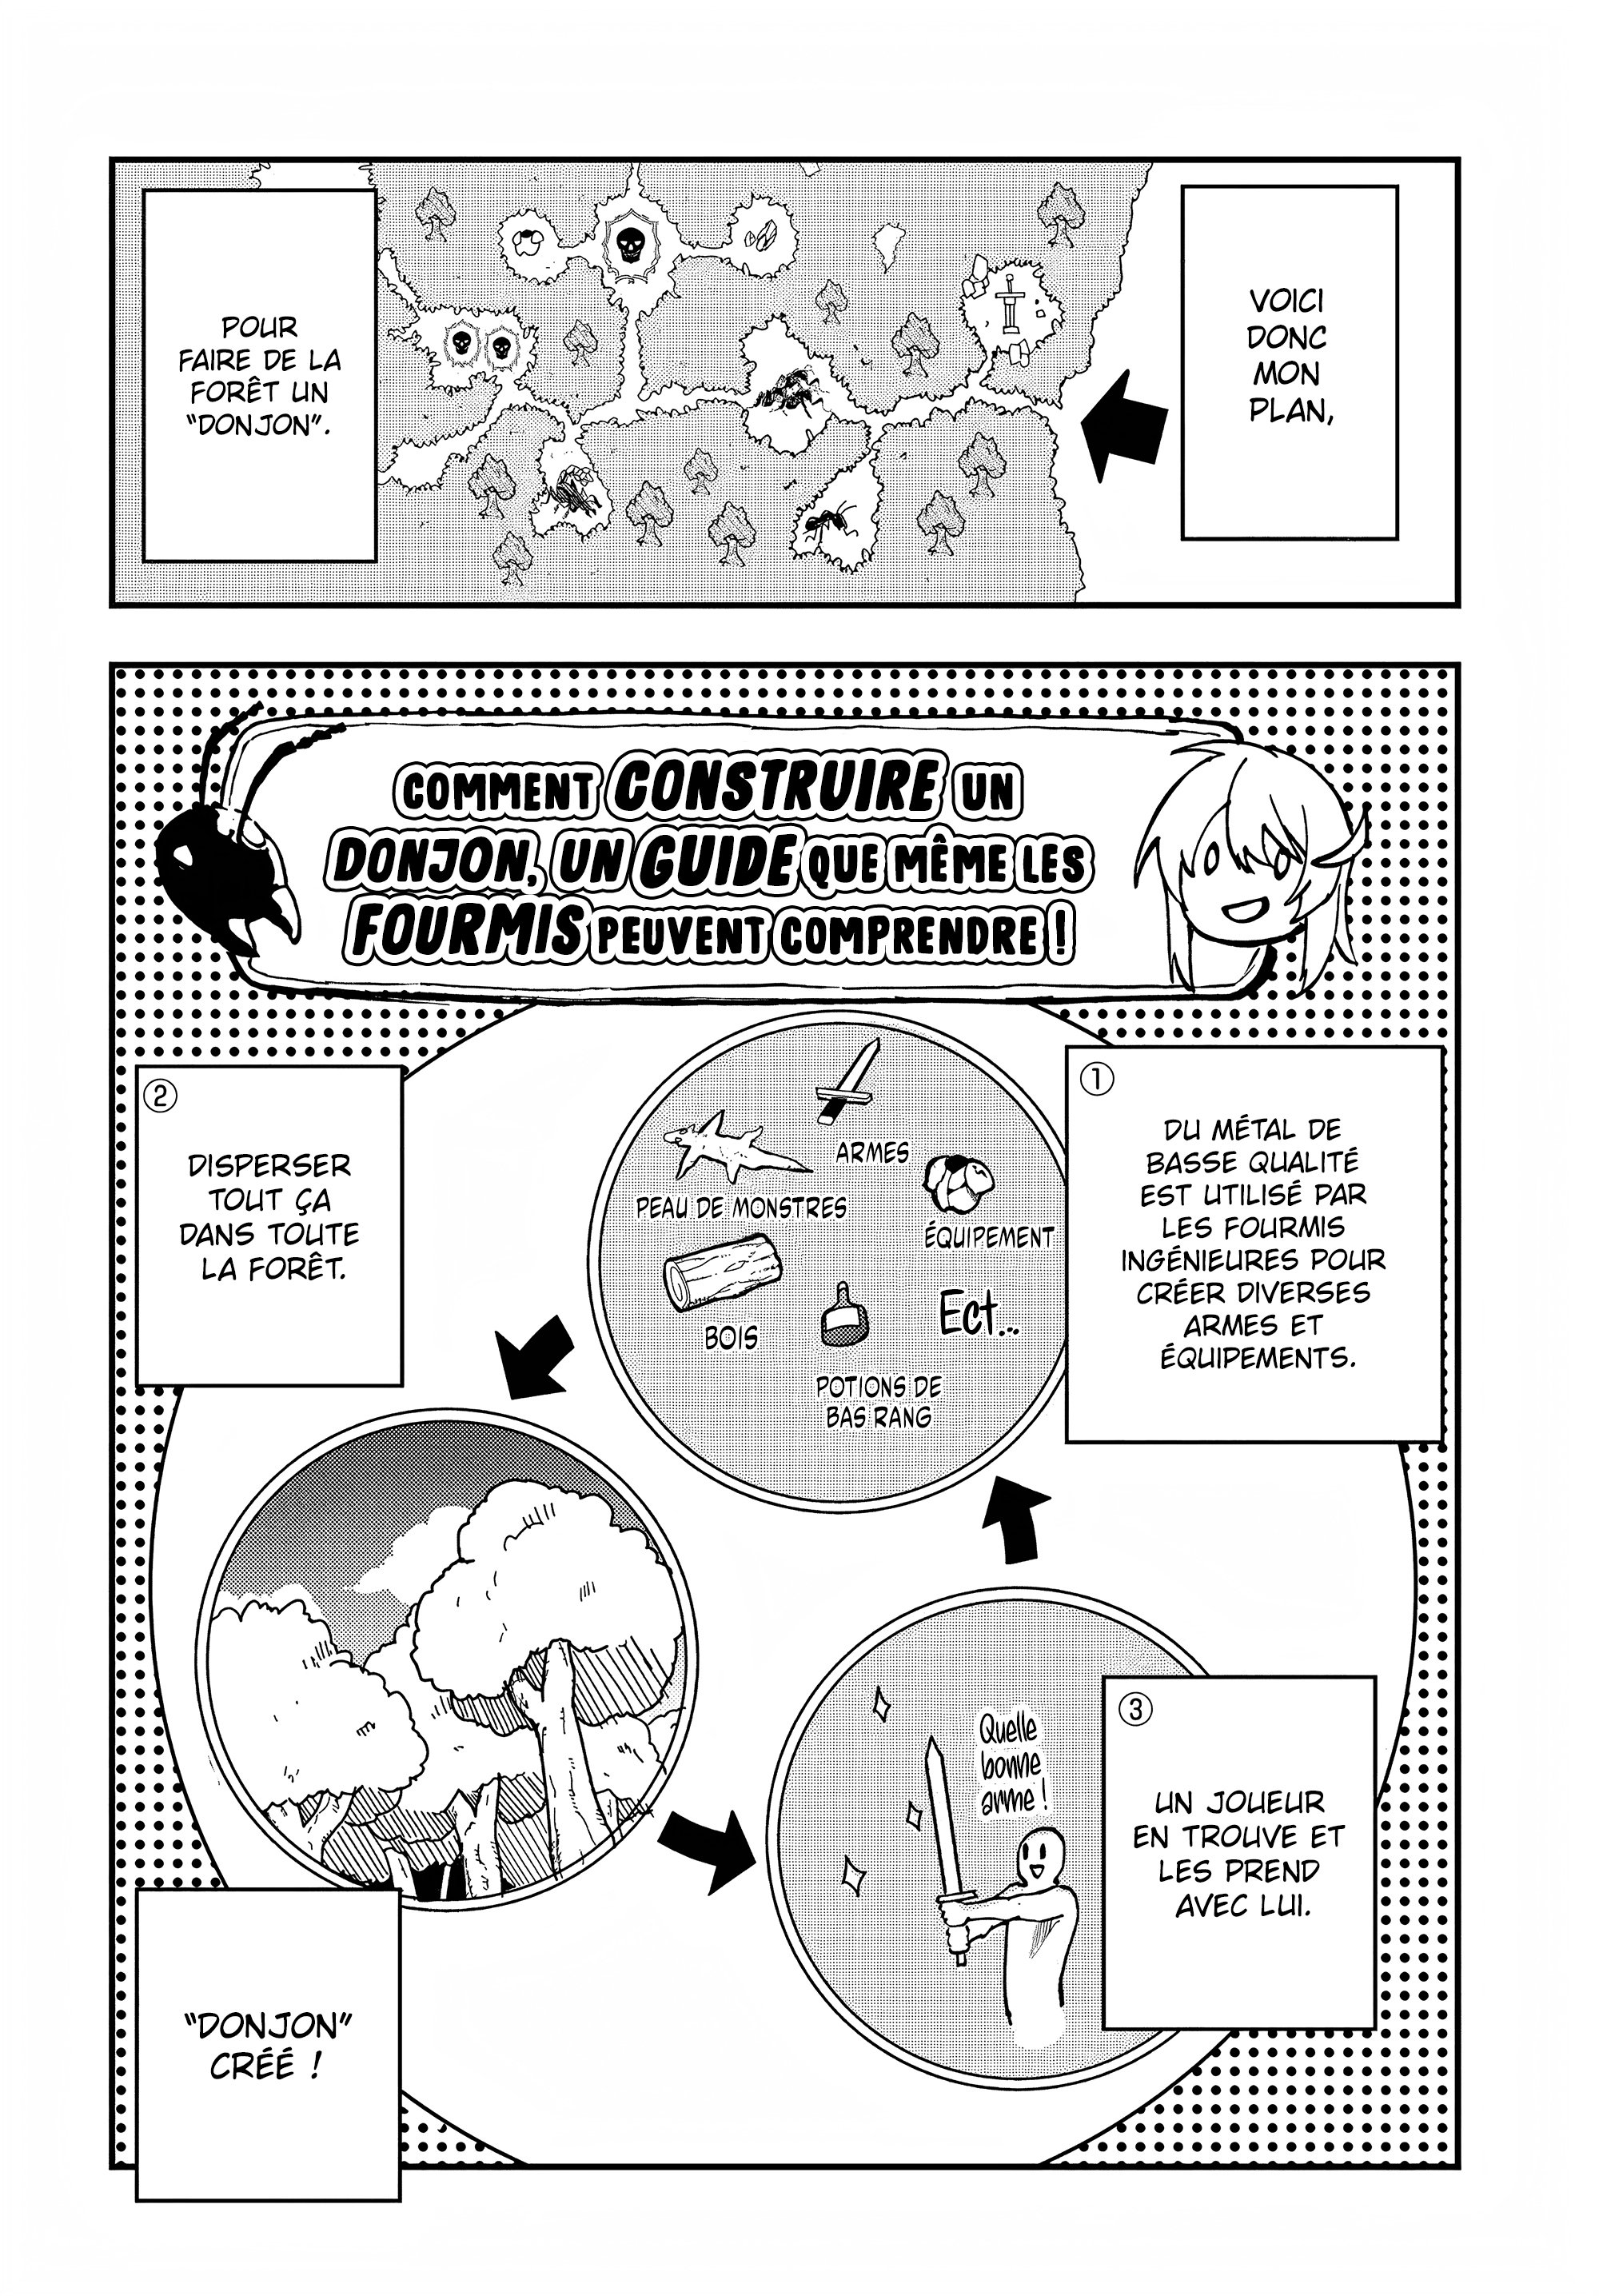 VOICI
DONC
MON
PLAN,
POUR
FAIRE DE LA
FORÊT UN
"DONJON".
COMMENT CONSTRUIRE UN
DONJON, UN GUIDE QUE MÊME LES
FOURMIS PEUVENT COMPRENDRE !
①
DU MÉTAL DE
BASSE QUALITÉ
EST UTILISÉ PAR
LES FOURMIS
INGÉNIEURES POUR
CRÉER DIVERSES
ARMES ET
ÉQUIPEMENTS.
ARMES
PEAU DE MONSTRES
ÉQUIPEMENT
BOIS
Ect...
POTIONS DE
BAS RANG
②
DISPERSER
TOUT ÇA
DANS TOUTE
LA FORÊT.
③
UN JOUEUR
EN TROUVE ET
LES PREND
AVEC LUI.
Quelle
bonne
arme !
"DONJON"
CRÉÉ !